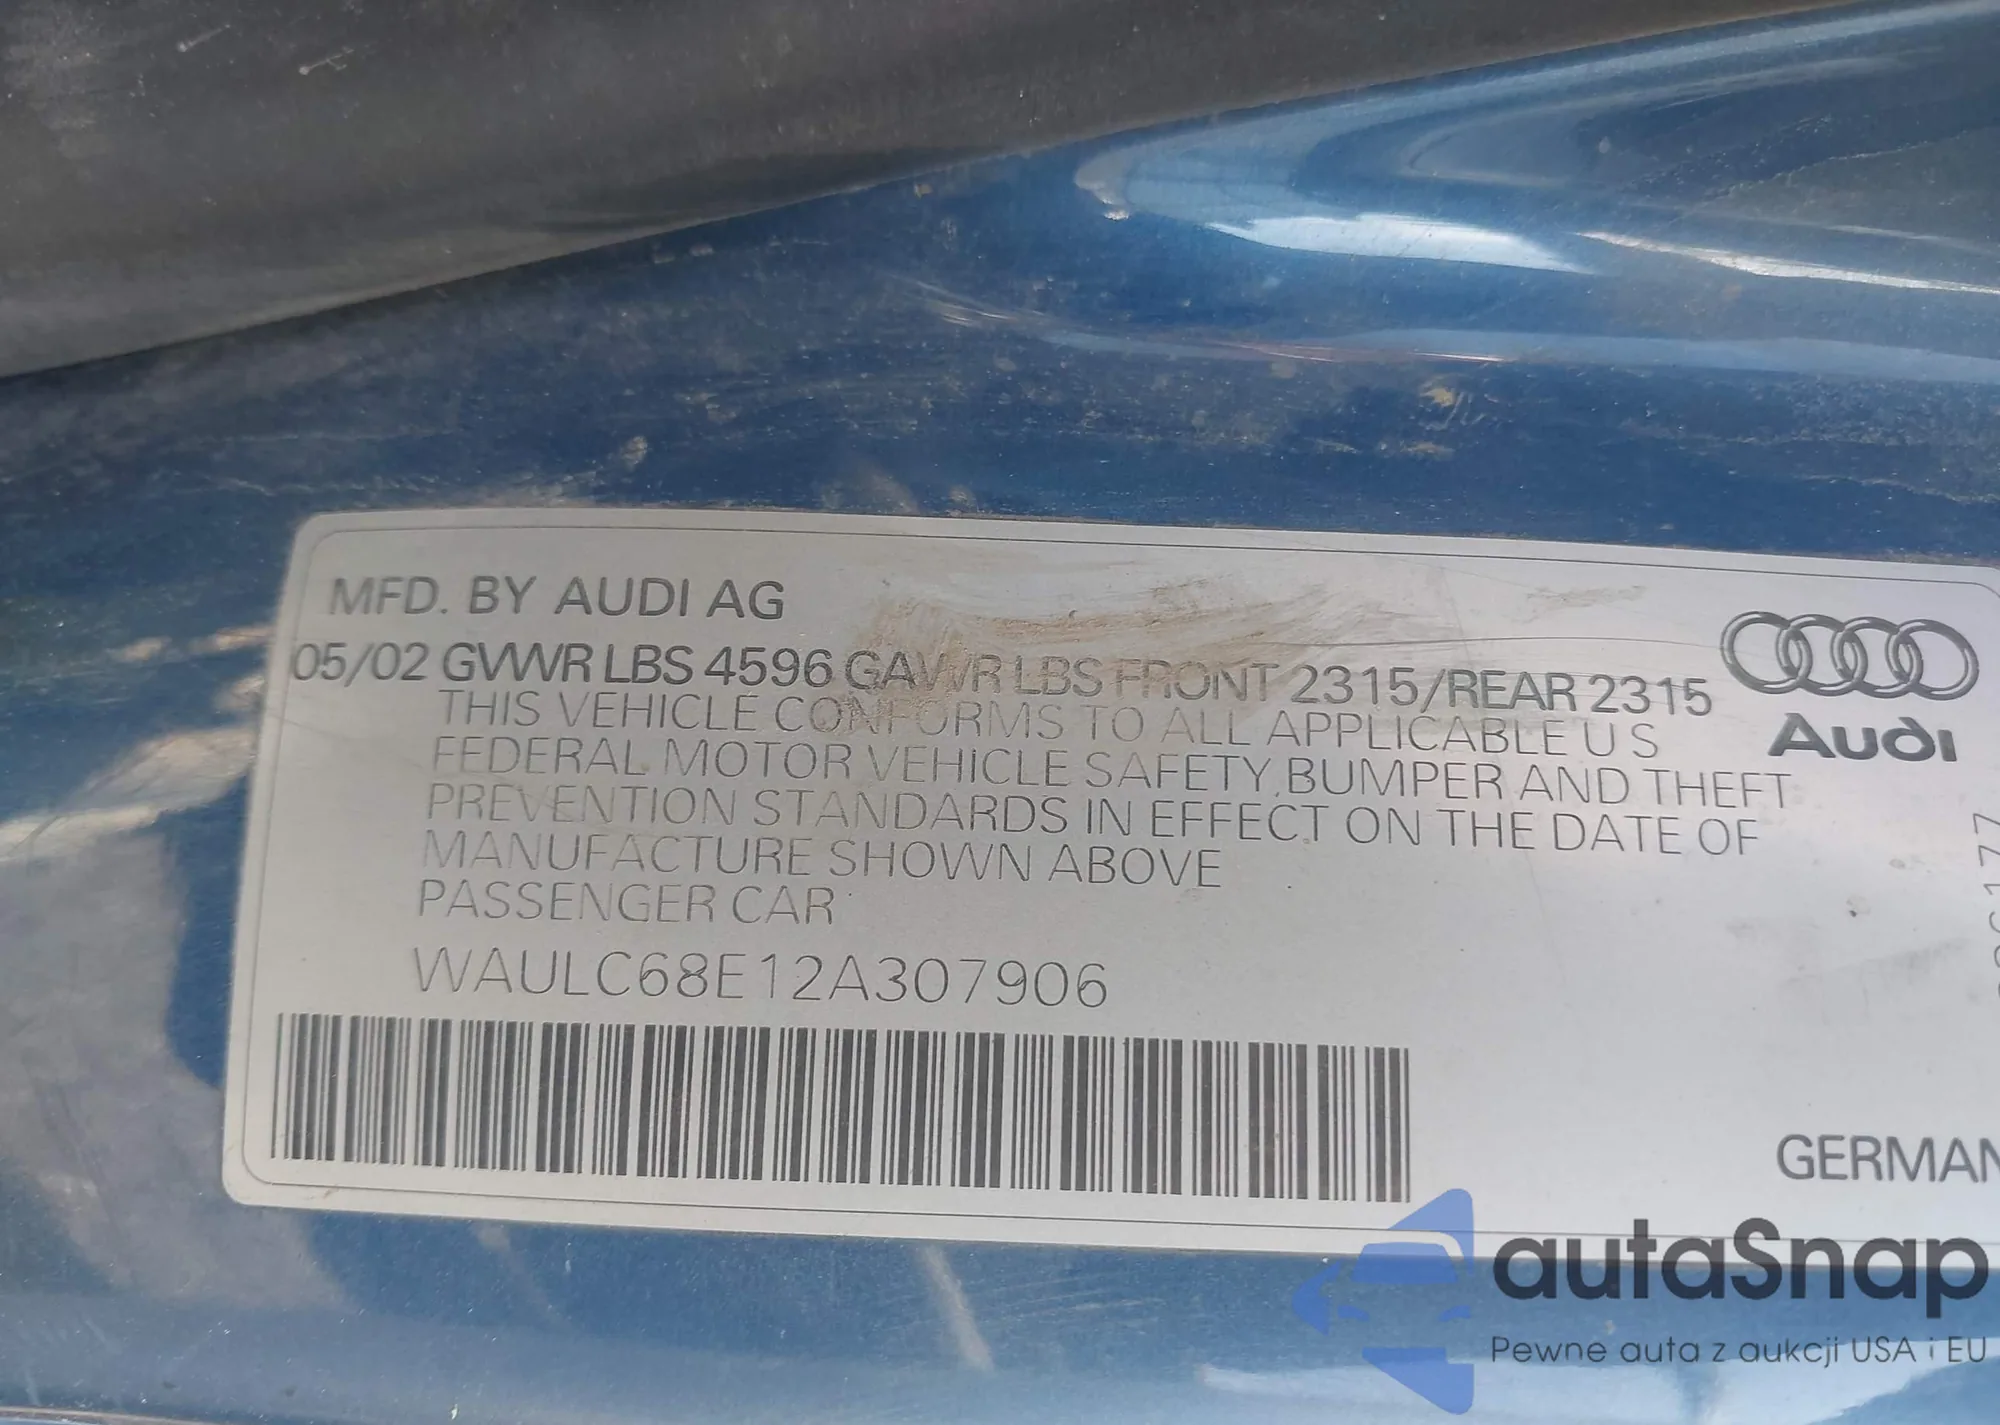 MFD. BY AUDI AG
05/02 GVWR LBS 4596 GAWR LBS FRONT 2315/REAR 2315
THIS VEHICLE CONFORMS TO ALL APPLICABLE U S
FEDERAL MOTOR VEHICLE SAFETY, BUMPER AND THEFT
PREVENTION STANDARDS IN EFFECT ON THE DATE OF
MANUFACTURE SHOWN ABOVE
PASSENGER CAR
WAULC68E12A307906
Audi
autaSnap
Pewne auta z aukcji USA i EU